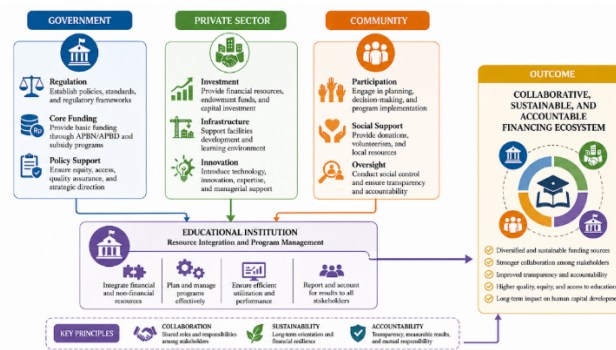 GOVERNMENT
Regulation
Establish policies, standards,
and regulatory frameworks
Core Funding
Rp
Provide basic funding
through APBN/APBD and
subsidy programs
Policy Support
Ensure equity, access,
quality assurance, and
strategic direction
PRIVATE SECTOR
Investment
Provide financial resources,
endowment funds, and
capital investment
Infrastructure
Support facilities
development and
learning environment
Innovation
Introduce technology,
innovation, expertise, and
managerial support
COMMUNITY
Participation
Engage in planning,
decision-making, and
program implementation
Social Support
Provide donations,
volunteerism, and
local resources
Oversight
Conduct social control
and ensure transparency
and accountability
EDUCATIONAL INSTITUTION
Resource Integration and Program Management
Integrate financial
and non-financial
resources
Plan and manage
programs
effectively
Ensure efficient
utilization and
performance
Report and account
for results to all
stakeholders
KEY PRINCIPLES
COLLABORATION
Shared roles and responsibilities
among stakeholders
SUSTAINABILITY
Long-term orientation and
financial resilience
ACCOUNTABILITY
Transparency, measurable results,
and mutual responsibility
OUTCOME
COLLABORATIVE,
SUSTAINABLE, AND
ACCOUNTABLE
FINANCING ECOSYSTEM
Diversified and sustainable funding sources
Stronger collaboration among stakeholders
Improved transparency and accountability
Higher quality, equity, and access to education
Long-term impact on human capital develop